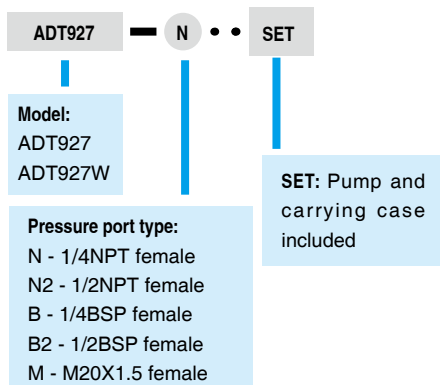 ADT927 — N • • SET
Model:
ADT927
ADT927W
SET: Pump and
carrying case
included
Pressure port type:
N - 1/4NPT female
N2 - 1/2NPT female
B - 1/4BSP female
B2 - 1/2BSP female
M - M20X1.5 female